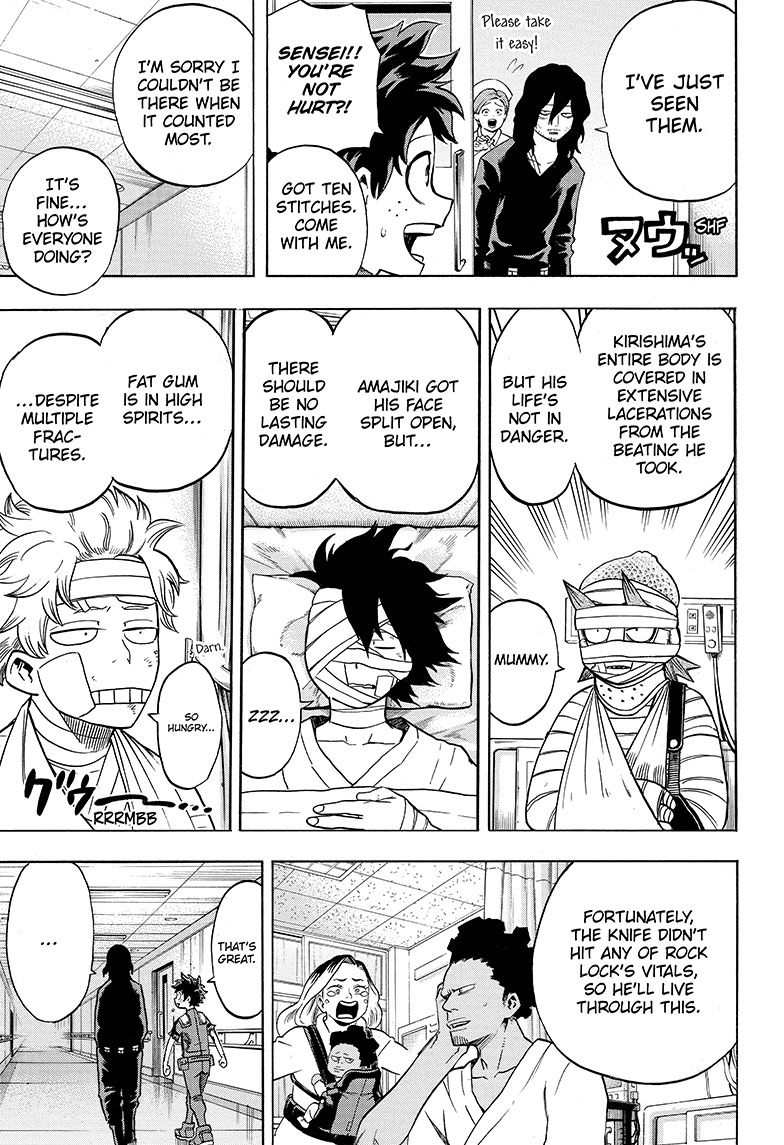 I'VE JUST
SEEN
THEM.
Please take
it easy!
ヌウッ
SHF
SENSEI!!
YOU'RE
NOT
HURT?!
GOT TEN
STITCHES.
COME
WITH ME.
I'M SORRY I
COULDN'T BE
THERE WHEN
IT COUNTED
MOST.
IT'S
FINE...
HOW'S
EVERYONE
DOING?
KIRISHIMA'S
ENTIRE BODY IS
COVERED IN
EXTENSIVE
LACERATIONS
FROM THE
BEATING HE
TOOK.
BUT HIS
LIFE'S
NOT IN
DANGER.
MUMMY.
AMAJIKI GOT
HIS FACE
SPLIT OPEN,
BUT...
THERE
SHOULD
BE NO
LASTING
DAMAGE.
ZZZ...
FAT GUM
IS IN HIGH
SPIRITS...
...DESPITE
MULTIPLE
FRAC-
TURES.
Darn.
SO
HUNGRY...
グウー...
RRRMBB
FORTUNATELY,
THE KNIFE DIDN'T
HIT ANY OF ROCK
LOCK'S VITALS,
SO HE'LL LIVE
THROUGH THIS.
THAT'S
GREAT.
...